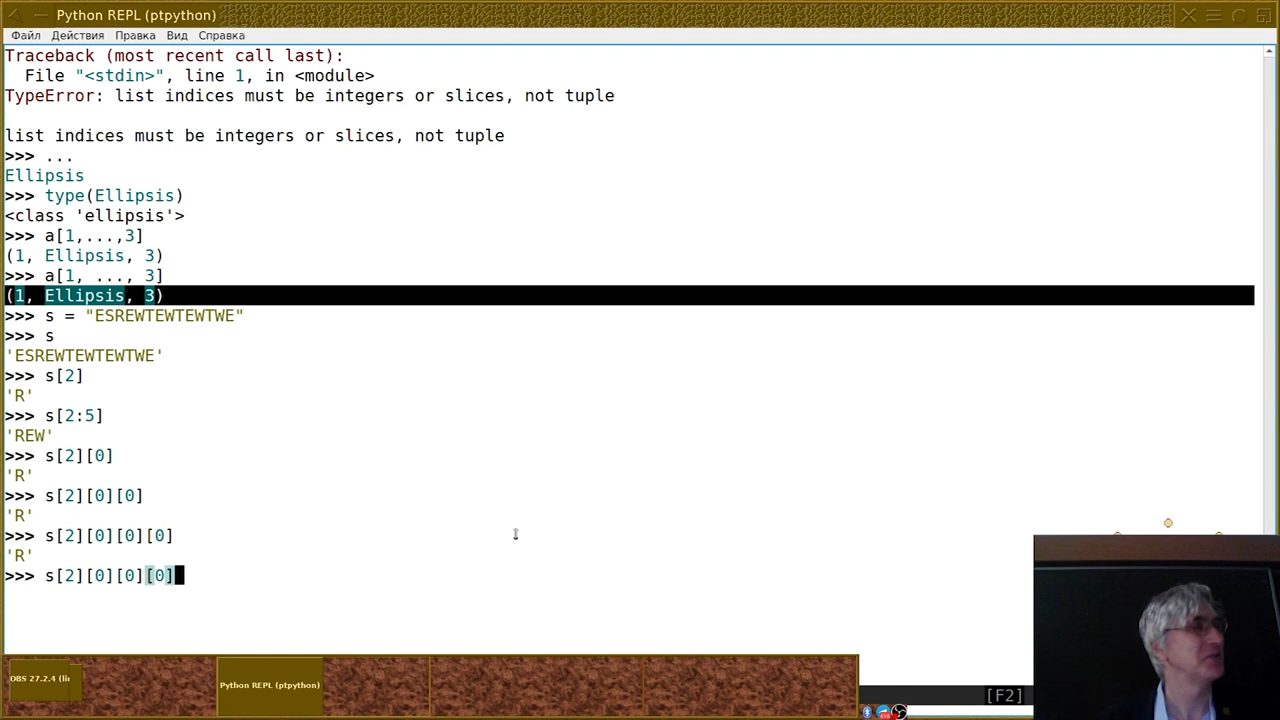 Python REPL (ptpython)
Файл Действия Правка Вид Справка
Traceback (most recent call last):
  File "<stdin>", line 1, in <module>
TypeError: list indices must be integers or slices, not tuple
list indices must be integers or slices, not tuple
>>> ...
Ellipsis
>>> type(Ellipsis)
<class 'ellipsis'>
>>> a[1,...,3]
(1, Ellipsis, 3)
>>> a[1, ..., 3]
(1, Ellipsis, 3)
>>> s = "ESREWTEWTEWTWE"
>>> s
'ESREWTEWTEWTWE'
>>> s[2]
'R'
>>> s[2:5]
'REW'
>>> s[2][0]
'R'
>>> s[2][0][0]
'R'
>>> s[2][0][0][0]
'R'
>>> s[2][0][0][0]
OBS 27.2.4 (lin
Python REPL (ptpython)
[F2]